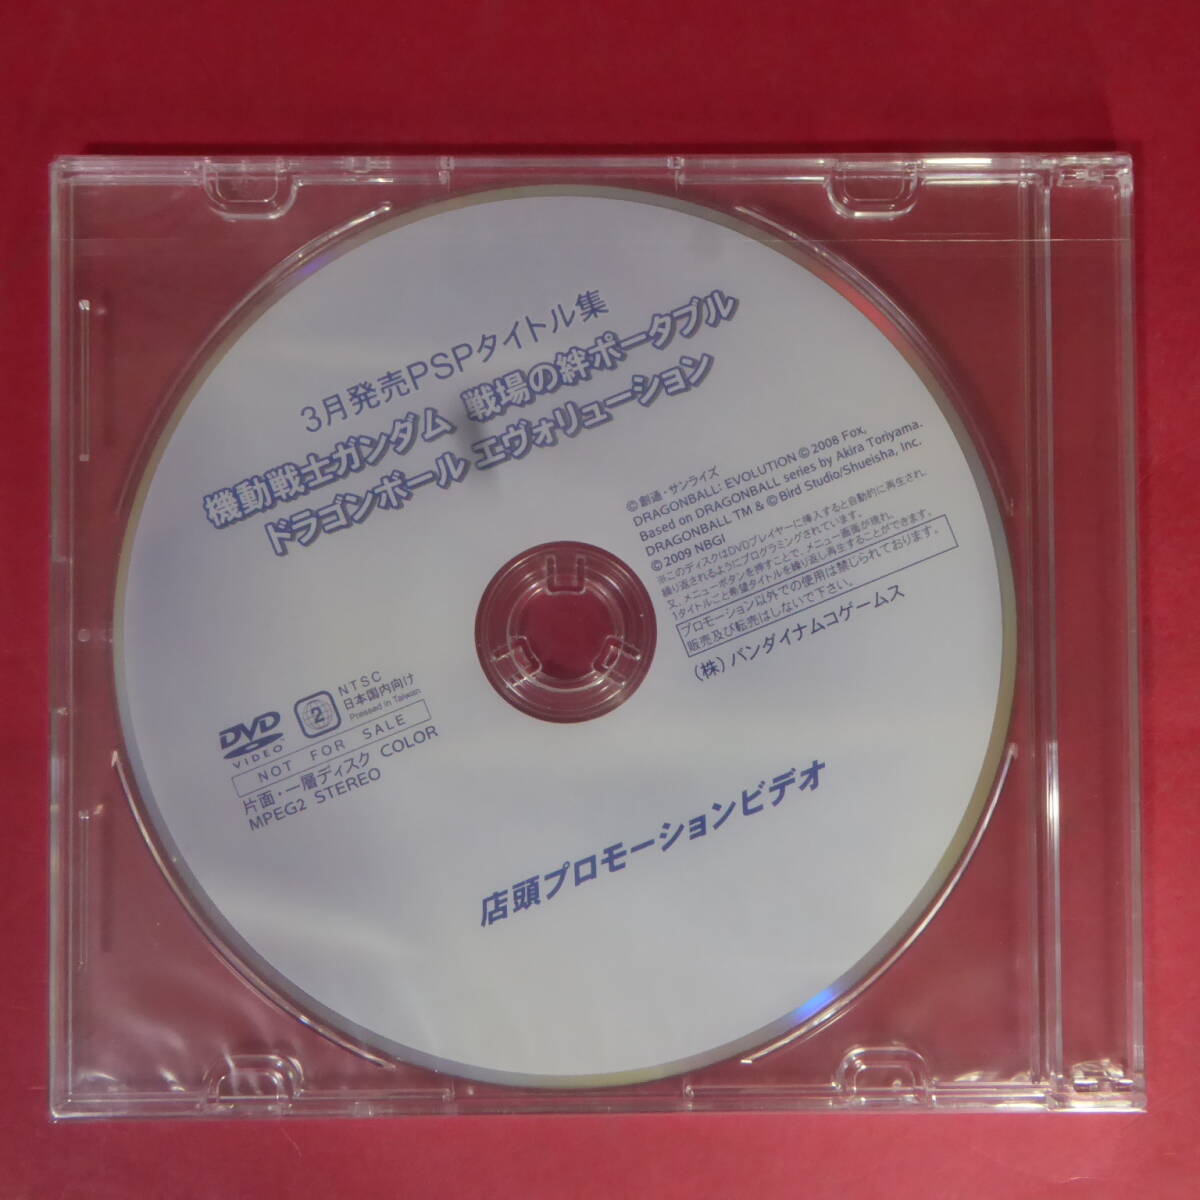 3月発売PSPタイトル集
機動戦士ガンダム 戦場の絆ポータブル
ドラゴンボール エヴォリューション
©創通・サンライズ
DRAGONBALL: EVOLUTION © 2008 Fox,
Based on DRAGONBALL series by Akira Toriyama.
DRAGONBALL TM & © Bird Studio/Shueisha, Inc.
© 2009 NBGI
※このディスクはDVDプレイヤーに挿入すると自動的に再生され、
繰り返されるようにプログラミングされています。
又、メニューボタンを押すことで、メニュー画面が現れ、
1タイトルごと希望タイトルを繰り返し再生することができます。
プロモーション以外での使用は禁じられております。
販売及び転売はしないで下さい。
(株)バンダイナムコゲームス
DVD
VIDEO™
2
NTSC
日本国内向け
Pressed in Taiwan
NOT FOR SALE
片面・一層ディスク COLOR
MPEG2 STEREO
店頭プロモーションビデオ